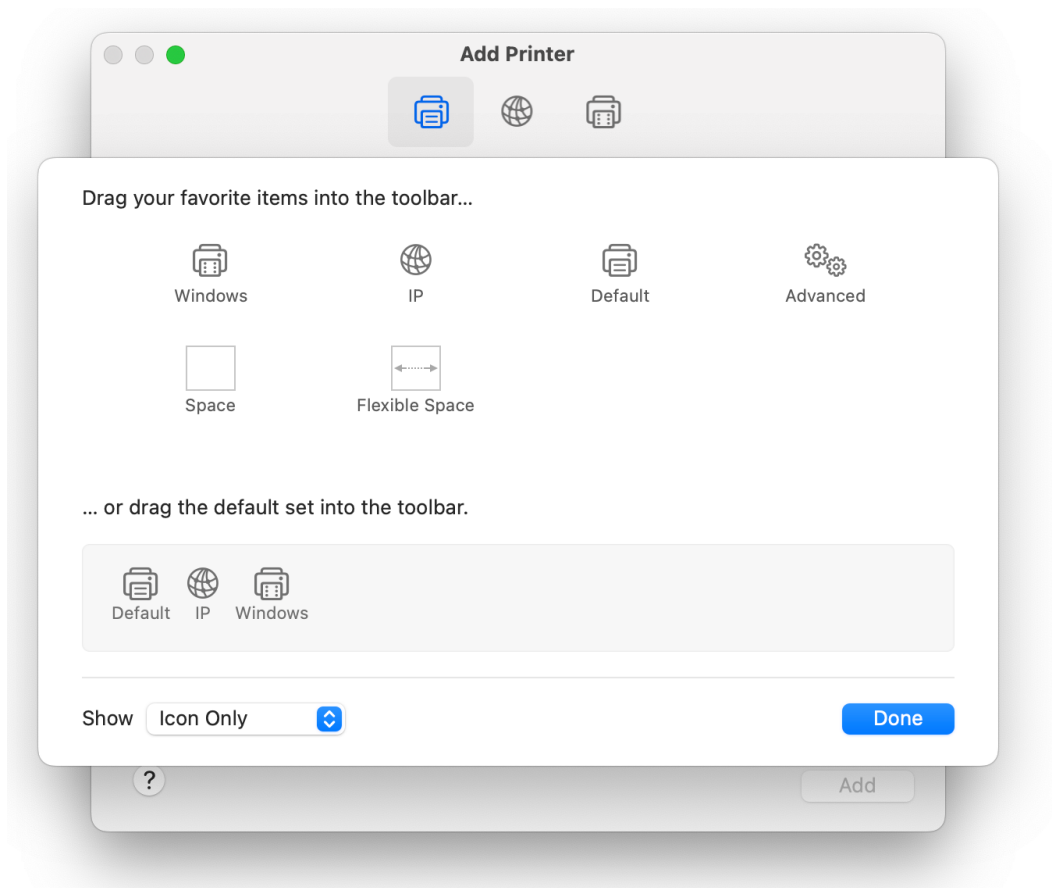 Add Printer
Drag your favorite items into the toolbar...
Windows IP Default Advanced
Space Flexible Space
... or drag the default set into the toolbar.
Default IP Windows
Show Icon Only Done
? Add